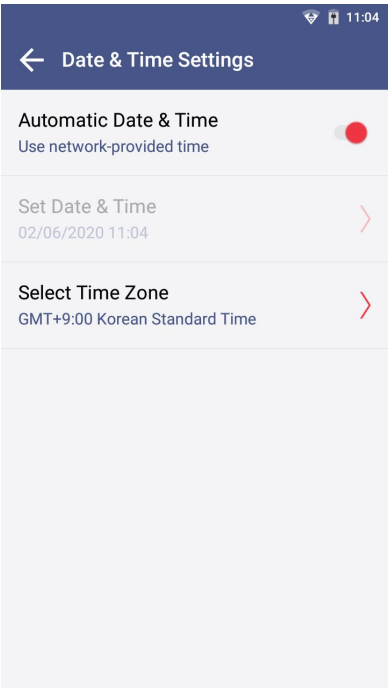 11:04
Date & Time Settings
Automatic Date & Time
Use network-provided time
Set Date & Time
02/06/2020 11:04
Select Time Zone
GMT+9:00 Korean Standard Time